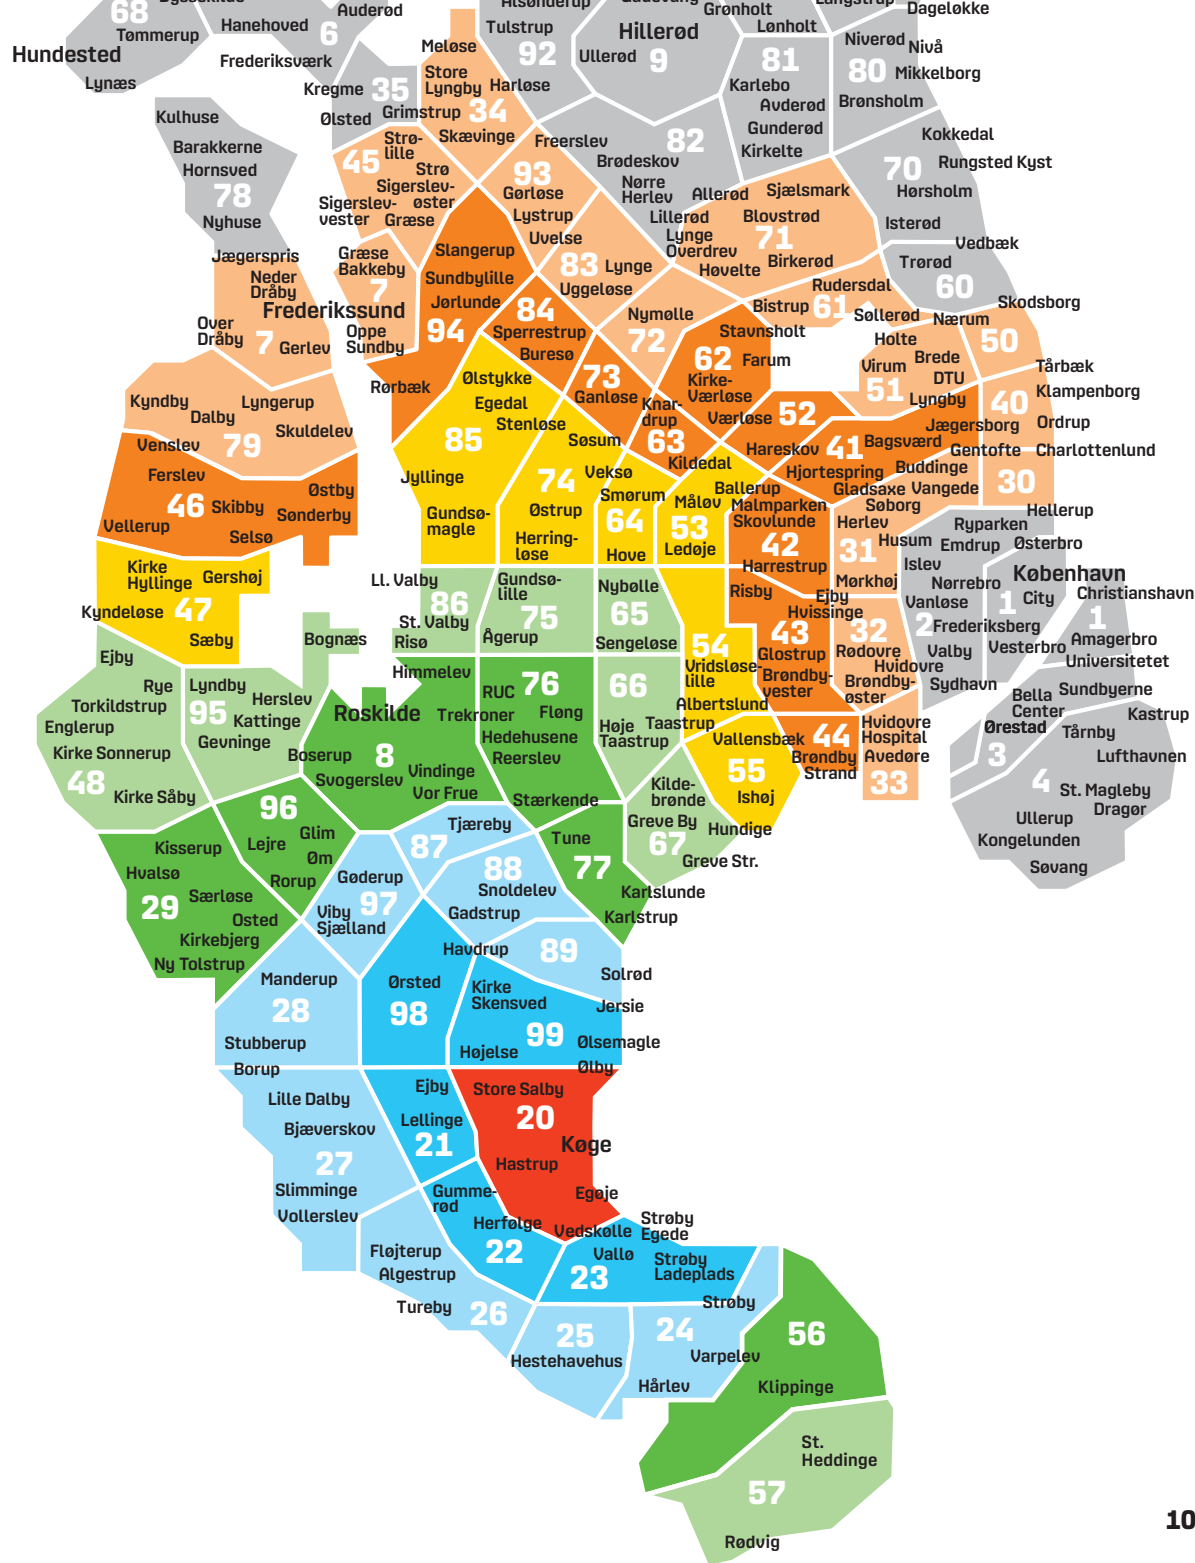 Auderød
68
Tømmerup
Hanehoved
6
Hundested
Frederiksværk
Lynæs
Tulstrup
Grønholt
Lønholt
Dageløkke
Hillerød
Ullerød
9
92
Harløse
81
Karlebo
Avderød
Gunderød
Kirkelte
Niverød
Nivå
80
Mikkelborg
Brønsholm
Meløse
Store
Lyngby
34
Kregme
35
Grimstrup
Ølsted
Skævinge
Kulhuse
Barakkerne
Hornsved
78
Nyhuse
Strø-
lille
45
Strø
Sigerslev-
øster
Sigerslev-
vester
Græse
Freerslev
82
Brødeskov
Nørre
Herlev
93
Gørløse
Lystrup
Uvelse
Kokkedal
70
Rungsted Kyst
Hørsholm
Isterød
Vedbæk
Allerød
Sjælsmark
Lillerød
Blovstrød
Lynge
Overdrev
71
Høvelte
Birkerød
Trørød
60
Skodsborg
Jægerspris
Neder
Dråby
Græse
Bakkeby
7
Frederikssund
Over
Dråby
7
Gerlev
Oppe
Sundby
Slangerup
Sundbylille
Jørlunde
94
Rørbæk
83
Lynge
Uggeløse
84
Sperrestrup
Buresø
Nymølle
72
Rudersdal
Bistrup
61
Søllerød
Nærum
50
Stavnsholt
62
Farum
Kirke-
Værløse
Værløse
Holte
Virum
Brede
DTU
51
Lyngby
Tårbæk
40
Klampenborg
Ordrup
Kyndby
Lyngerup
Dalby
79
Skuldelev
Ølstykke
Egedal
Stenløse
85
Jyllinge
73
Ganløse
Knar-
drup
63
Kildedal
52
Hareskov
41
Bagsværd
Jægersborg
Gentofte
Charlottenlund
30
Hjortespring
Buddinge
Gladsaxe
Vangede
Søborg
Hellerup
Venslev
Ferslev
46
Skibby
Østby
Sønderby
Vellerup
Selsø
Søsum
74
Veksø
Østrup
Gundsø-
magle
Herring-
løse
Smørum
64
Hove
Måløv
53
Ledøje
Ballerup
Malmparken
Skovlunde
42
Harrestrup
Herlev
31
Mørkhøj
Husum
Islev
Ryparken
Emdrup
Østerbro
København
Nørrebro
1
City
Christianshavn
1
Vanløse
2
Frederiksberg
Amagerbro
Valby
Vesterbro
Universitetet
Sydhavn
Kirke
Hyllinge
Gershøj
Kyndeløse
47
Sæby
Ll. Valby
86
St. Valby
Risø
Gundsø-
lille
75
Ågerup
Nybølle
65
Sengeløse
Risby
Ejby
Hvissinge
43
Glostrup
Brøndby-
vester
32
Rødovre
Hvidovre
Brøndby-
øster
54
Vridsløse-
lille
Albertslund
Bognæs
Ejby
Rye
Torkildstrup
Englerup
Kirke Sonnerup
48
Kirke Såby
Lyndby
Herslev
95
Kattinge
Gevninge
Himmelev
RUC
76
Trekroner
Fløng
Hedehusene
Reerslev
66
Høje
Taastrup
Taastrup
Vallensbæk
44
Brøndby
Strand
Hvidovre
Hospital
Avedøre
33
Bella
Center
Sundbyerne
Ørestad
Kastrup
Tårnby
3
Lufthavnen
4
St. Magleby
Dragør
Ullerup
Kongelunden
Søvang
Roskilde
Boserup
8
Svogerslev
Vindinge
Vor Frue
Stærkende
55
Ishøj
Kilde-
brønde
Greve By
67
Hundige
Greve Str.
96
Glim
Lejre
Øm
Rorup
Kisserup
Hvalsø
29
Særløse
Osted
Kirkebjerg
Ny Tolstrup
Tjæreby
87
Gøderup
Viby
Sjælland
97
88
Snoldelev
Gadstrup
Tune
77
Karlslunde
Karlstrup
Havdrup
89
Solrød
Jersie
Manderup
28
Stubberup
Borup
Ørsted
98
Kirke
Skensved
99
Højelse
Ølsemagle
Ølby
Lille Dalby
Bjæverskov
27
Slimminge
Vollerslev
Ejby
Lellinge
21
Store Salby
20
Køge
Hastrup
Egøje
Gumme-
rød
Herfølge
22
Vedskølle
Strøby
Egede
Vallø
23
Strøby
Ladeplads
Fløjterup
Algestrup
Tureby
26
25
Hestehavehus
Strøby
24
Varpelev
Hårlev
56
Klippinge
St.
Heddinge
57
Rødvig
10